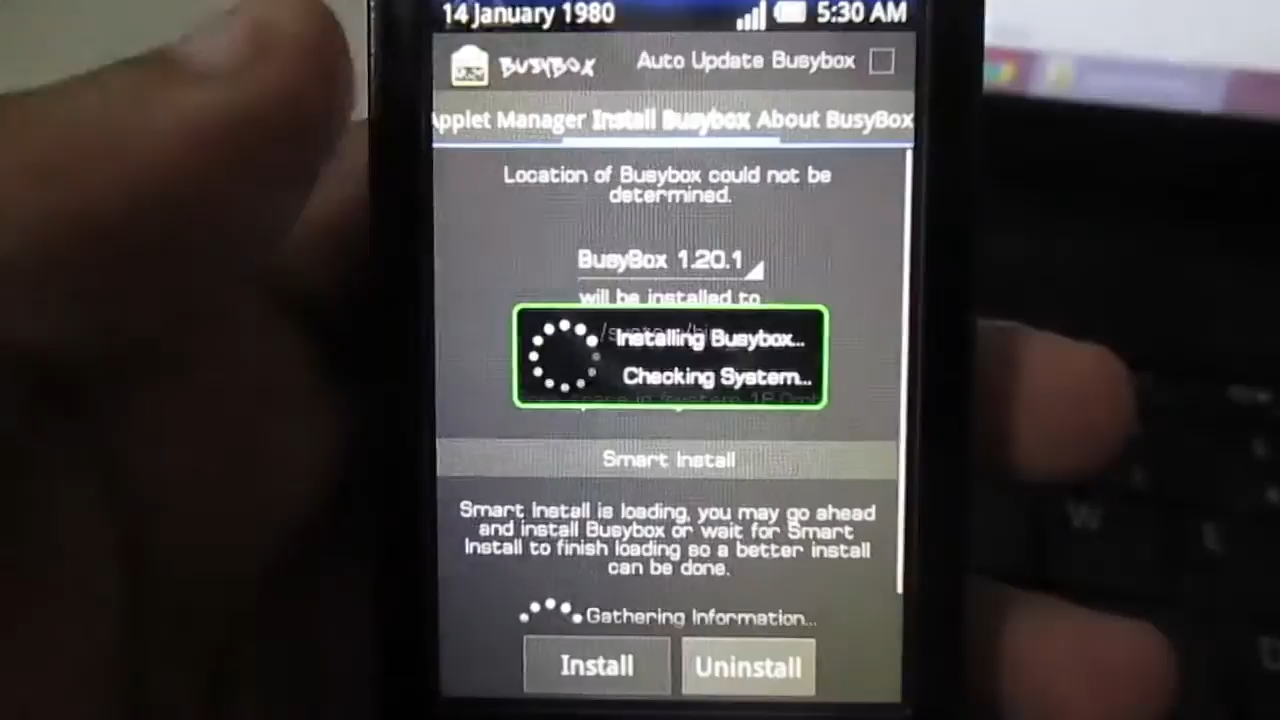 14 January 1980 5:30 AM
BUSYBOX Auto Update Busybox
Applet Manager Install Busybox About BusyBox
Location of Busybox could not be
determined.
BusyBox 1.20.1
will be installed to
Installing Busybox...
Checking System...
Smart Install
Smart Install is loading, you may go ahead
and install Busybox or wait for Smart
Install to finish loading so a better install
can be done.
Gathering Information...
Install Uninstall
W